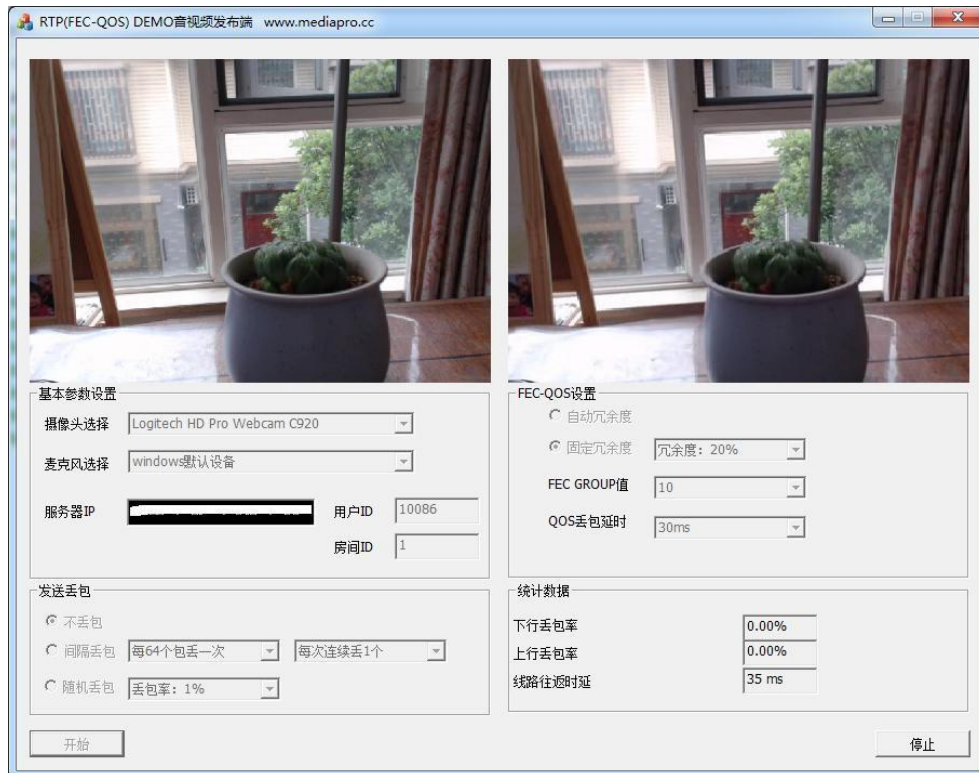 RTP(FEC-QOS) DEMO音视频发布端 www.mediapro.cc
基本参数设置
摄像头选择 Logitech HD Pro Webcam C920
麦克风选择 windows默认设备
服务器IP 用户ID 10086
房间ID 1
FEC-QOS设置
自动冗余度
固定冗余度 冗余度：20%
FEC GROUP值 10
QOS丢包延时 30ms
发送丢包
不丢包
间隔丢包 每64个包丢一次 每次连续丢1个
随机丢包 丢包率：1%
统计数据
下行丢包率 0.00%
上行丢包率 0.00%
线路往返时延 35 ms
开始 停止